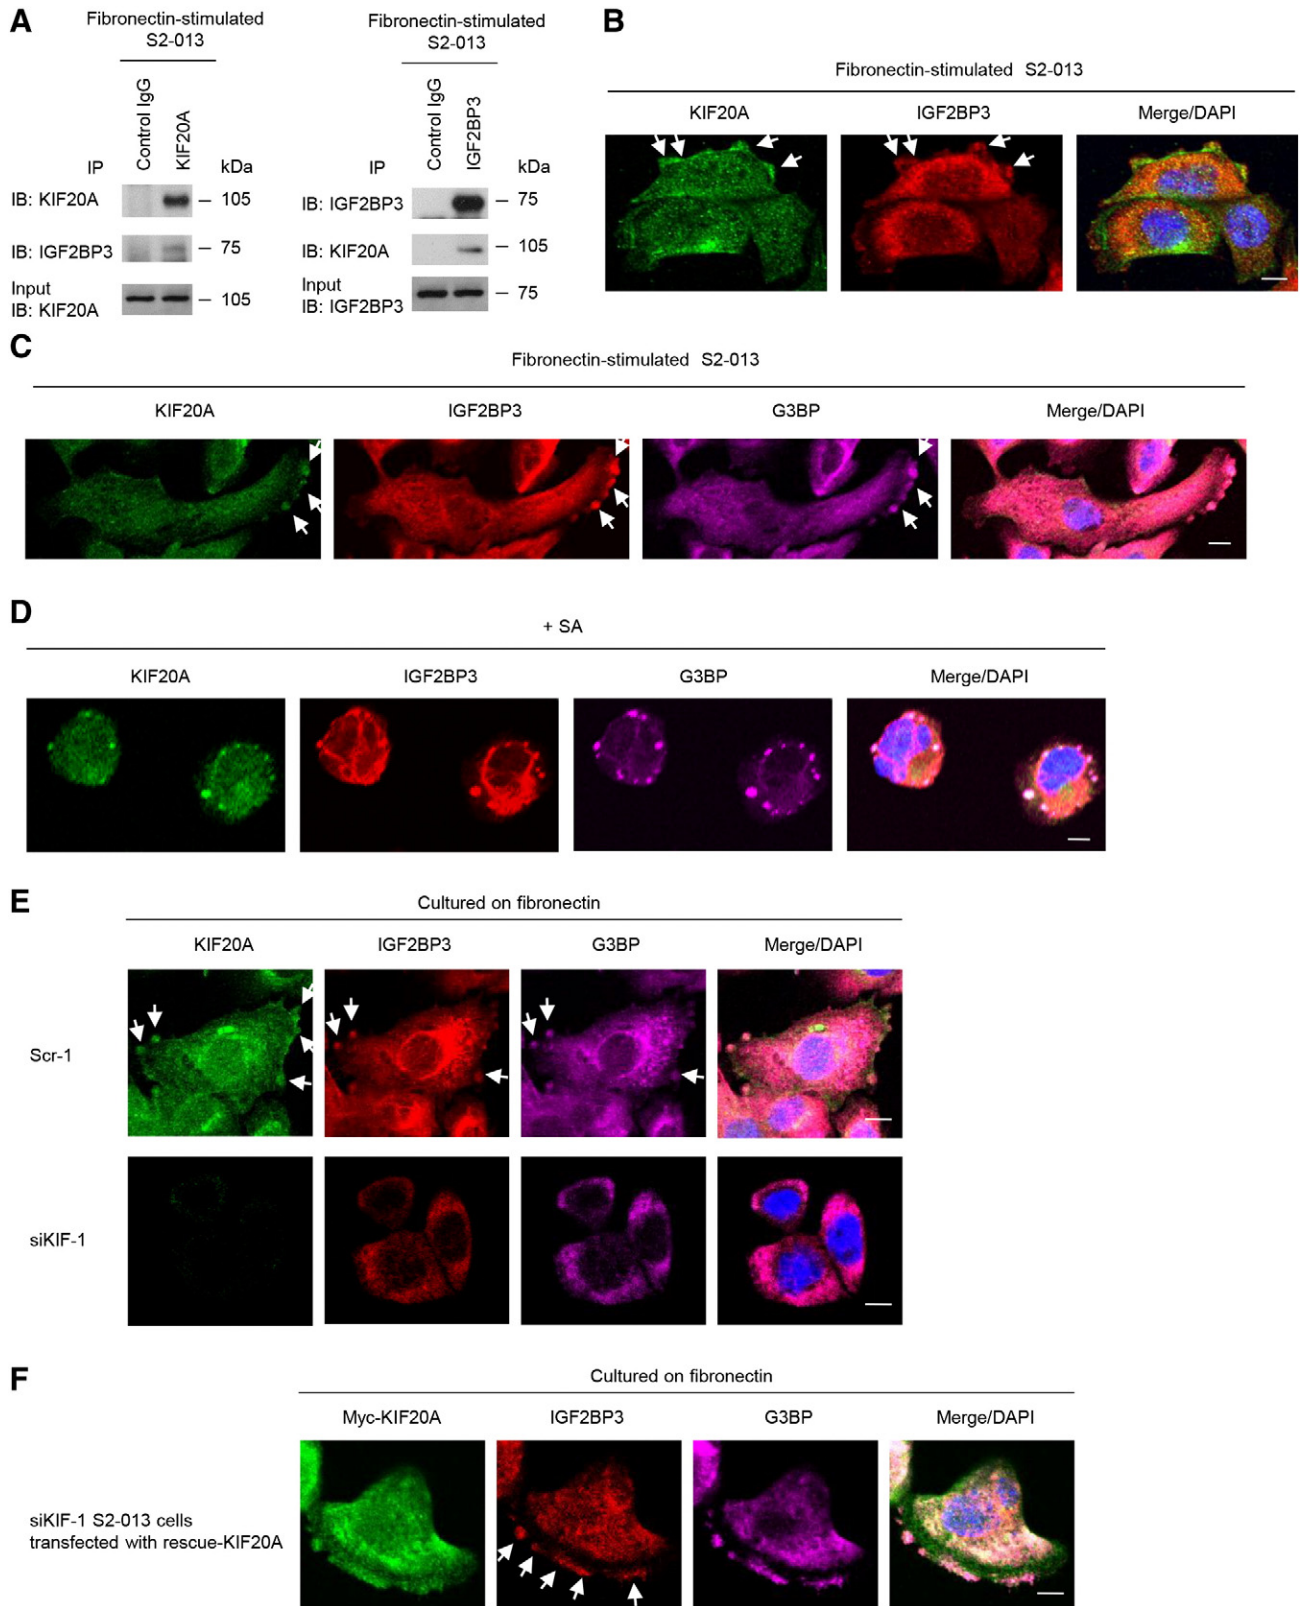 A
Fibronectin-stimulated
S2-013
Control IgG
KIF20A
IP
kDa
IB: KIF20A
105
IB: IGF2BP3
75
Input
IB: KIF20A
105
Fibronectin-stimulated
S2-013
Control IgG
IGF2BP3
IP
kDa
IB: IGF2BP3
75
IB: KIF20A
105
Input
IB: IGF2BP3
75
B
Fibronectin-stimulated S2-013
KIF20A
IGF2BP3
Merge/DAPI
C
Fibronectin-stimulated S2-013
KIF20A
IGF2BP3
G3BP
Merge/DAPI
D
+ SA
KIF20A
IGF2BP3
G3BP
Merge/DAPI
E
Cultured on fibronectin
KIF20A
IGF2BP3
G3BP
Merge/DAPI
Scr-1
siKIF-1
F
Cultured on fibronectin
Myc-KIF20A
IGF2BP3
G3BP
Merge/DAPI
siKIF-1 S2-013 cells
transfected with rescue-KIF20A